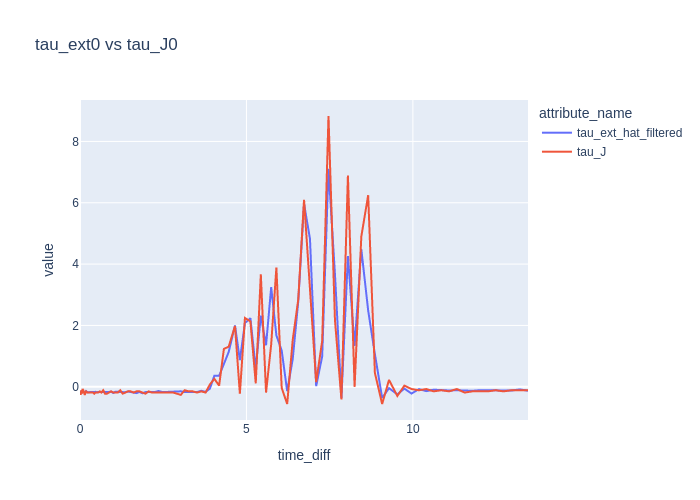 tau_ext0 vs tau_J0
attribute_name
tau_ext_hat_filtered
tau_J
value
8
6
4
2
0
0
5
10
time_diff